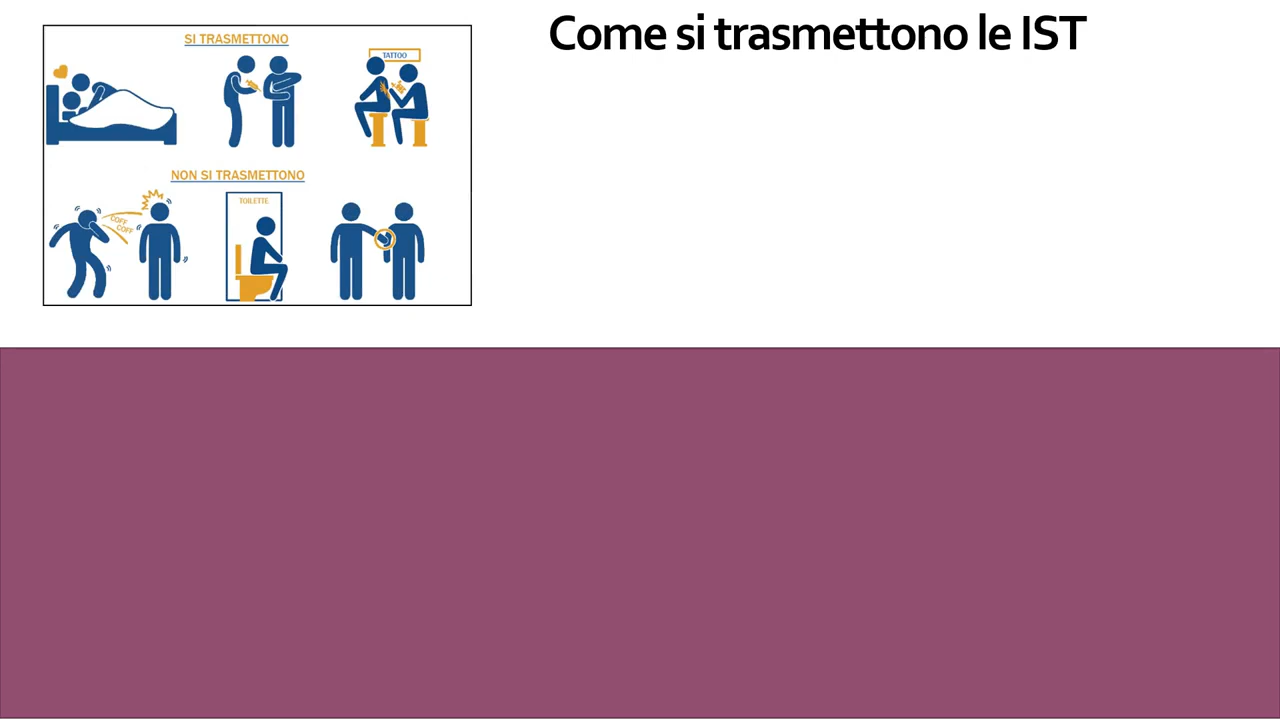 Come si trasmettono le IST
SI TRASMETTONO
TATTOO
NON SI TRASMETTONO
COFF
COFF
TOILETTE